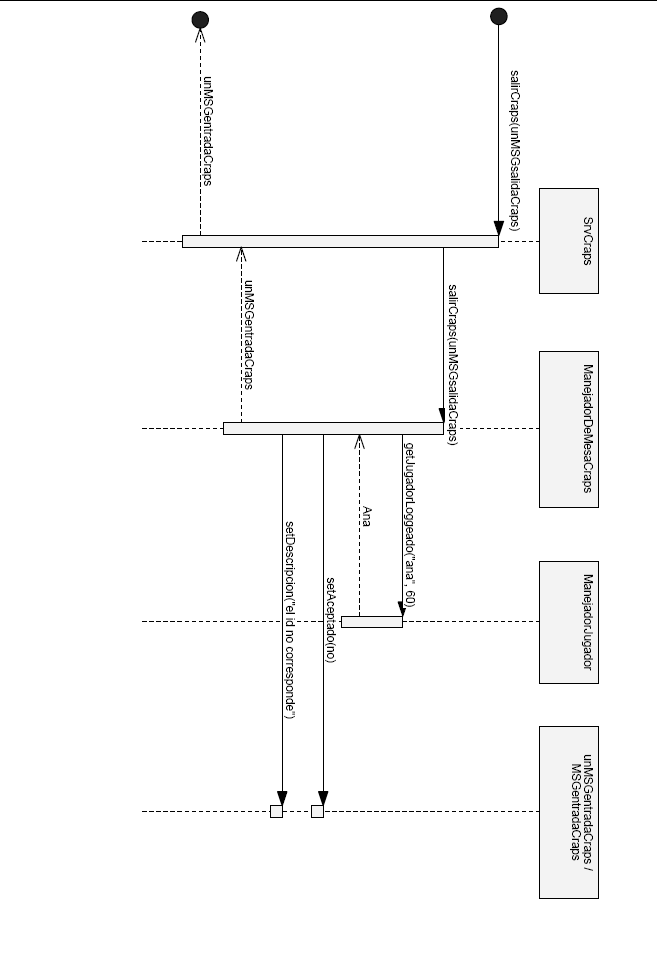 SrvCraps
ManejadorDeMesaCraps
ManejadorJugador
unMSGentradaCraps /
MSGentradaCraps
salirCraps(unMSGsalidaCraps)
salirCraps(unMSGsalidaCraps)
getJugadorLoggeado("ana", 60)
Ana
setAceptado(no)
setDescripcion("el id no corresponde")
unMSGentradaCraps
unMSGentradaCraps